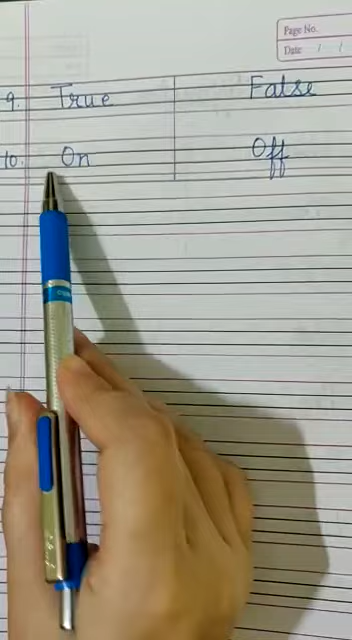 Page No.
Date / /
9. True False
10. On Off